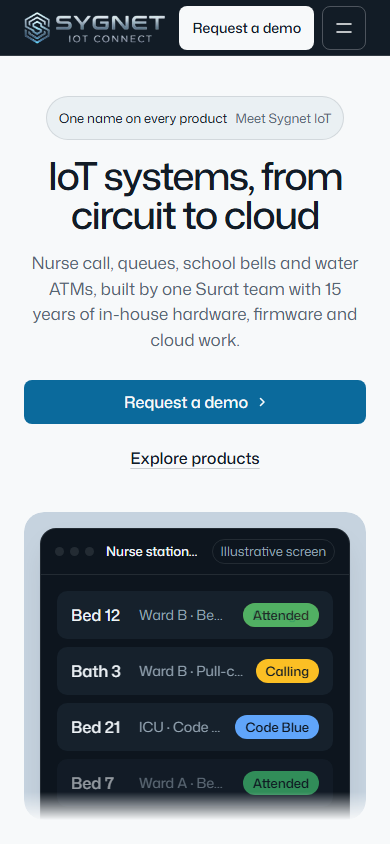 SYGNET
IOT CONNECT
Request a demo
One name on every product Meet Sygnet IoT
IoT systems, from
circuit to cloud
Nurse call, queues, school bells and water
ATMs, built by one Surat team with 15
years of in-house hardware, firmware and
cloud work.
Request a demo
Explore products
Nurse station... Illustrative screen
Bed 12 Ward B · Be... Attended
Bath 3 Ward B · Pull-c... Calling
Bed 21 ICU · Code ... Code Blue
Bed 7 Ward A · Be... Attended